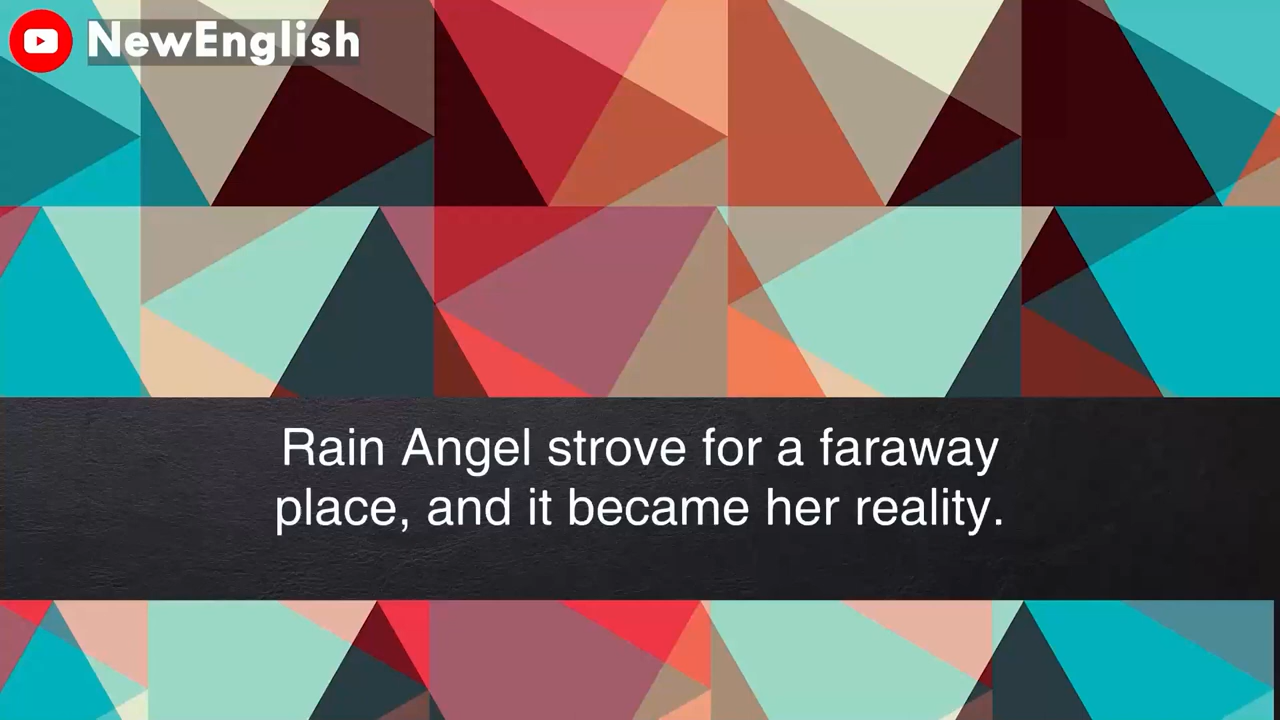 NewEnglish
Rain Angel strove for a faraway
place, and it became her reality.